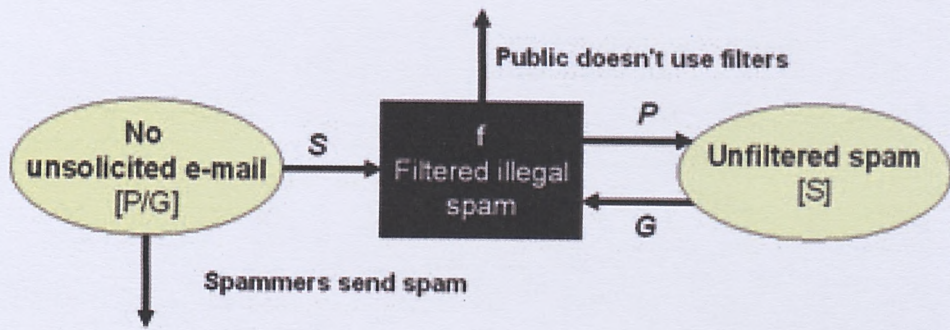 Public doesn't use filters
No
unsolicited e-mail
[P/G]
S
f
Filtered illegal
spam
P
G
Unfiltered spam
[S]
Spammers send spam